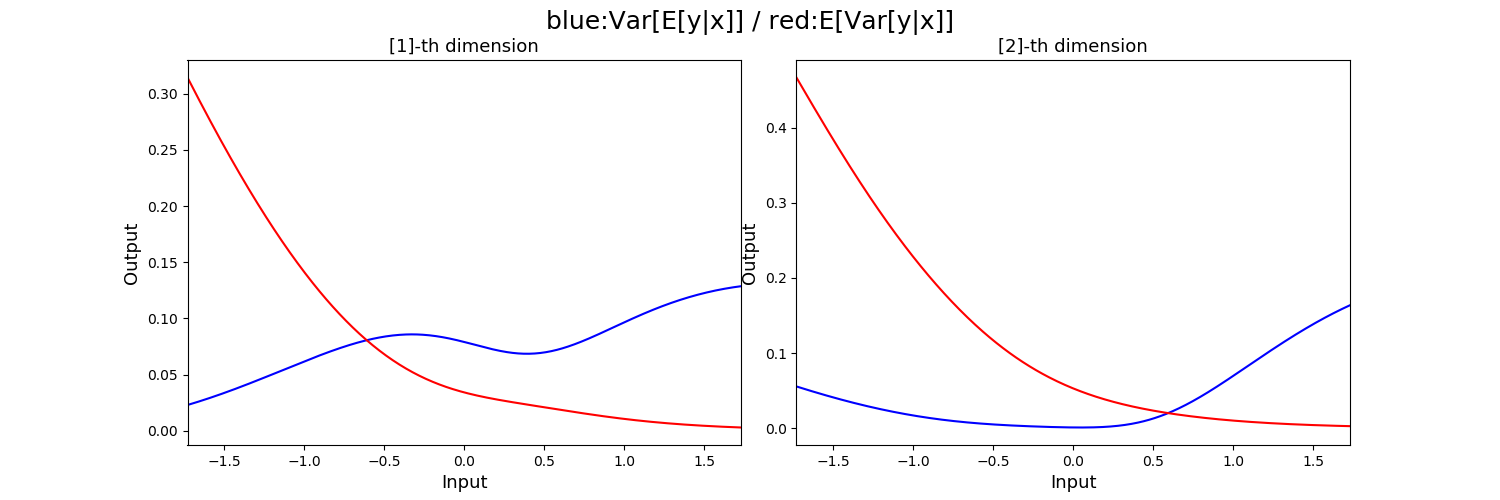 blue:Var[E[y|x]] / red:E[Var[y|x]]
[1]-th dimension
0.30
0.25
0.20
0.15
0.10
0.05
0.00
Output
−1.5 −1.0 −0.5 0.0 0.5 1.0 1.5
Input
[2]-th dimension
0.4
0.3
0.2
0.1
0.0
Output
−1.5 −1.0 −0.5 0.0 0.5 1.0 1.5
Input